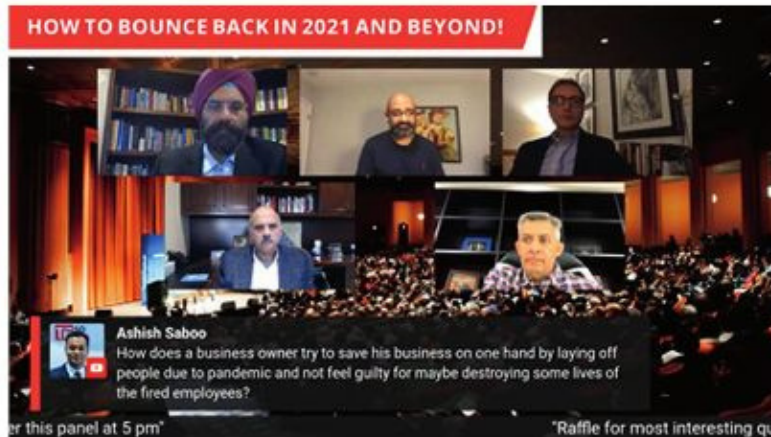 HOW TO BOUNCE BACK IN 2021 AND BEYOND!
Ashish Saboo
How does a business owner try to save his business on one hand by laying off
people due to pandemic and not feel guilty for maybe destroying some lives of
the fired employees?
er this panel at 5 pm"
"Raffle for most interesting qu